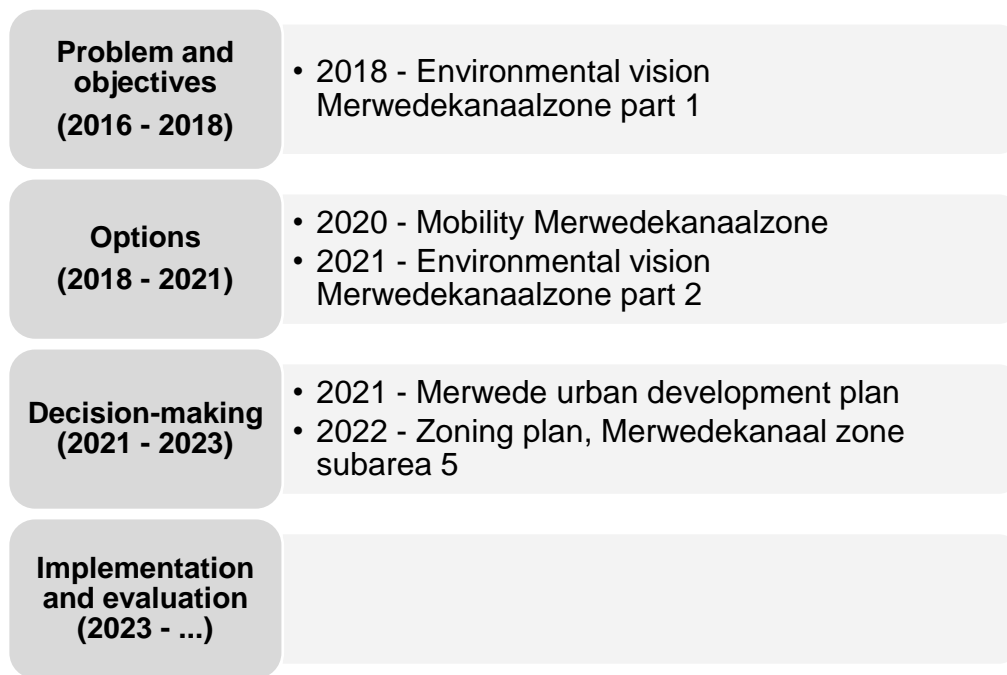 Problem and
objectives
(2016 - 2018)
• 2018 - Environmental vision
Merwedekanaalzone part 1
Options
(2018 - 2021)
• 2020 - Mobility Merwedekanaalzone
• 2021 - Environmental vision
Merwedekanaalzone part 2
Decision-making
(2021 - 2023)
• 2021 - Merwede urban development plan
• 2022 - Zoning plan, Merwedekanaal zone
subarea 5
Implementation
and evaluation
(2023 - ...)